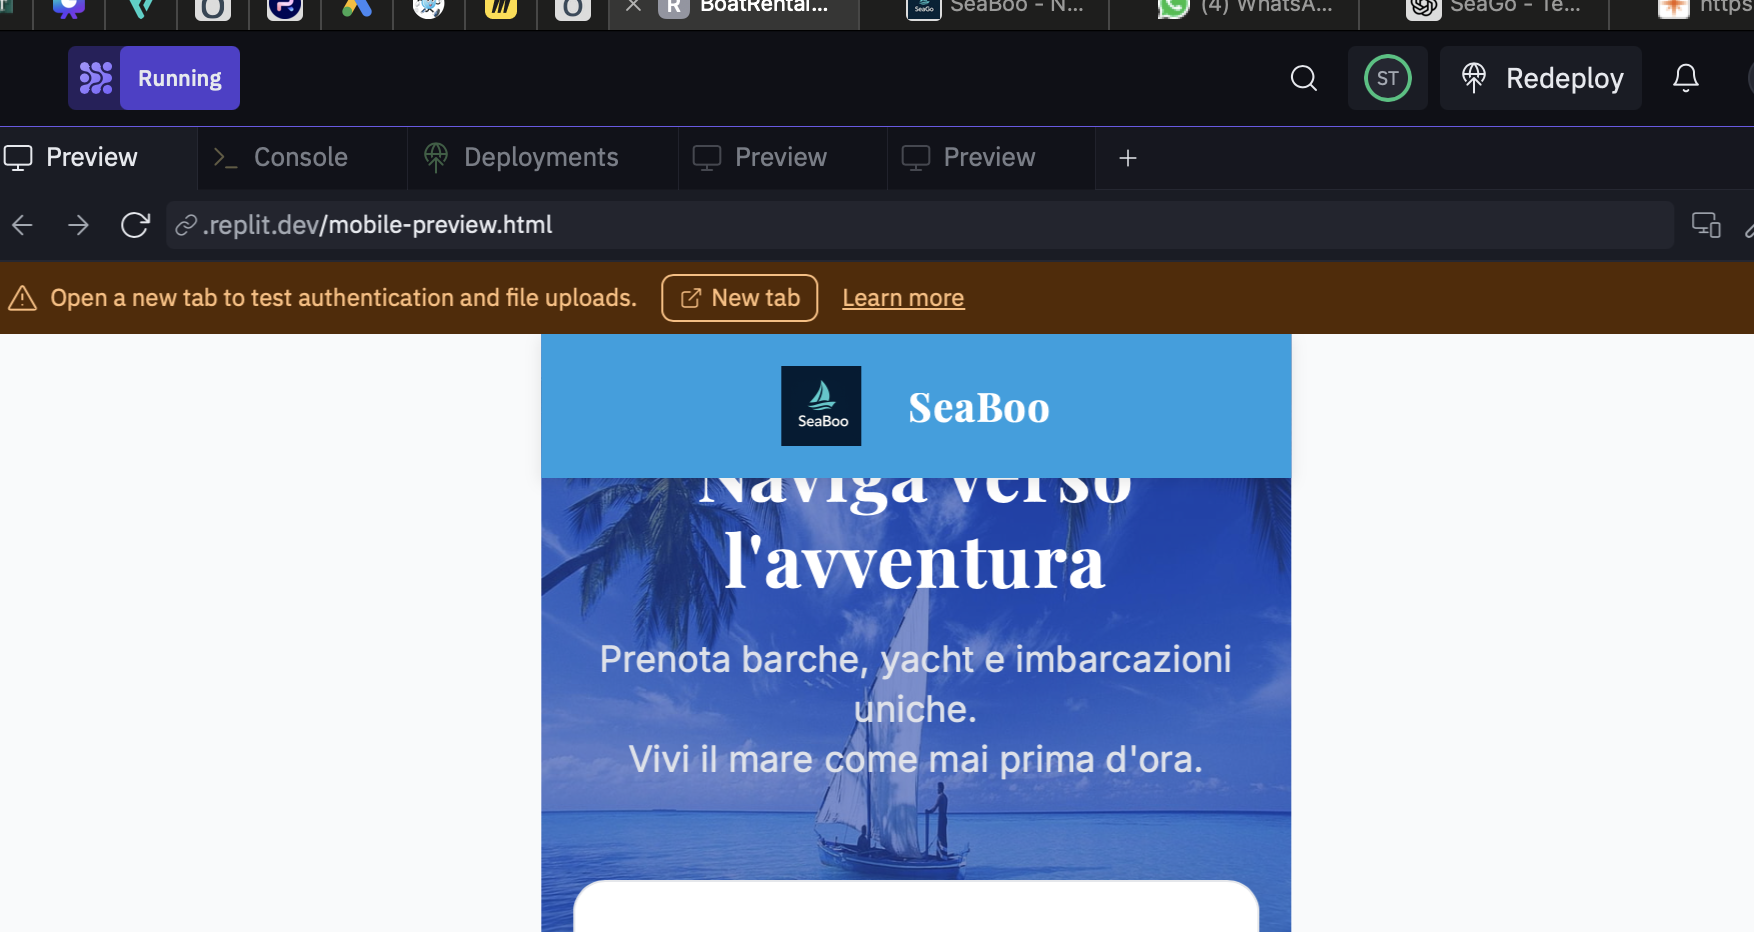 BoatRental...
SeaBoo - N...
(4) WhatsA...
SeaGo - Te...
https
Running
ST
Redeploy
Preview
Console
Deployments
Preview
Preview
.replit.dev/mobile-preview.html
Open a new tab to test authentication and file uploads.
New tab
Learn more
SeaBoo
SeaBoo
Naviga verso
l'avventura
Prenota barche, yacht e imbarcazioni
uniche.
Vivi il mare come mai prima d'ora.